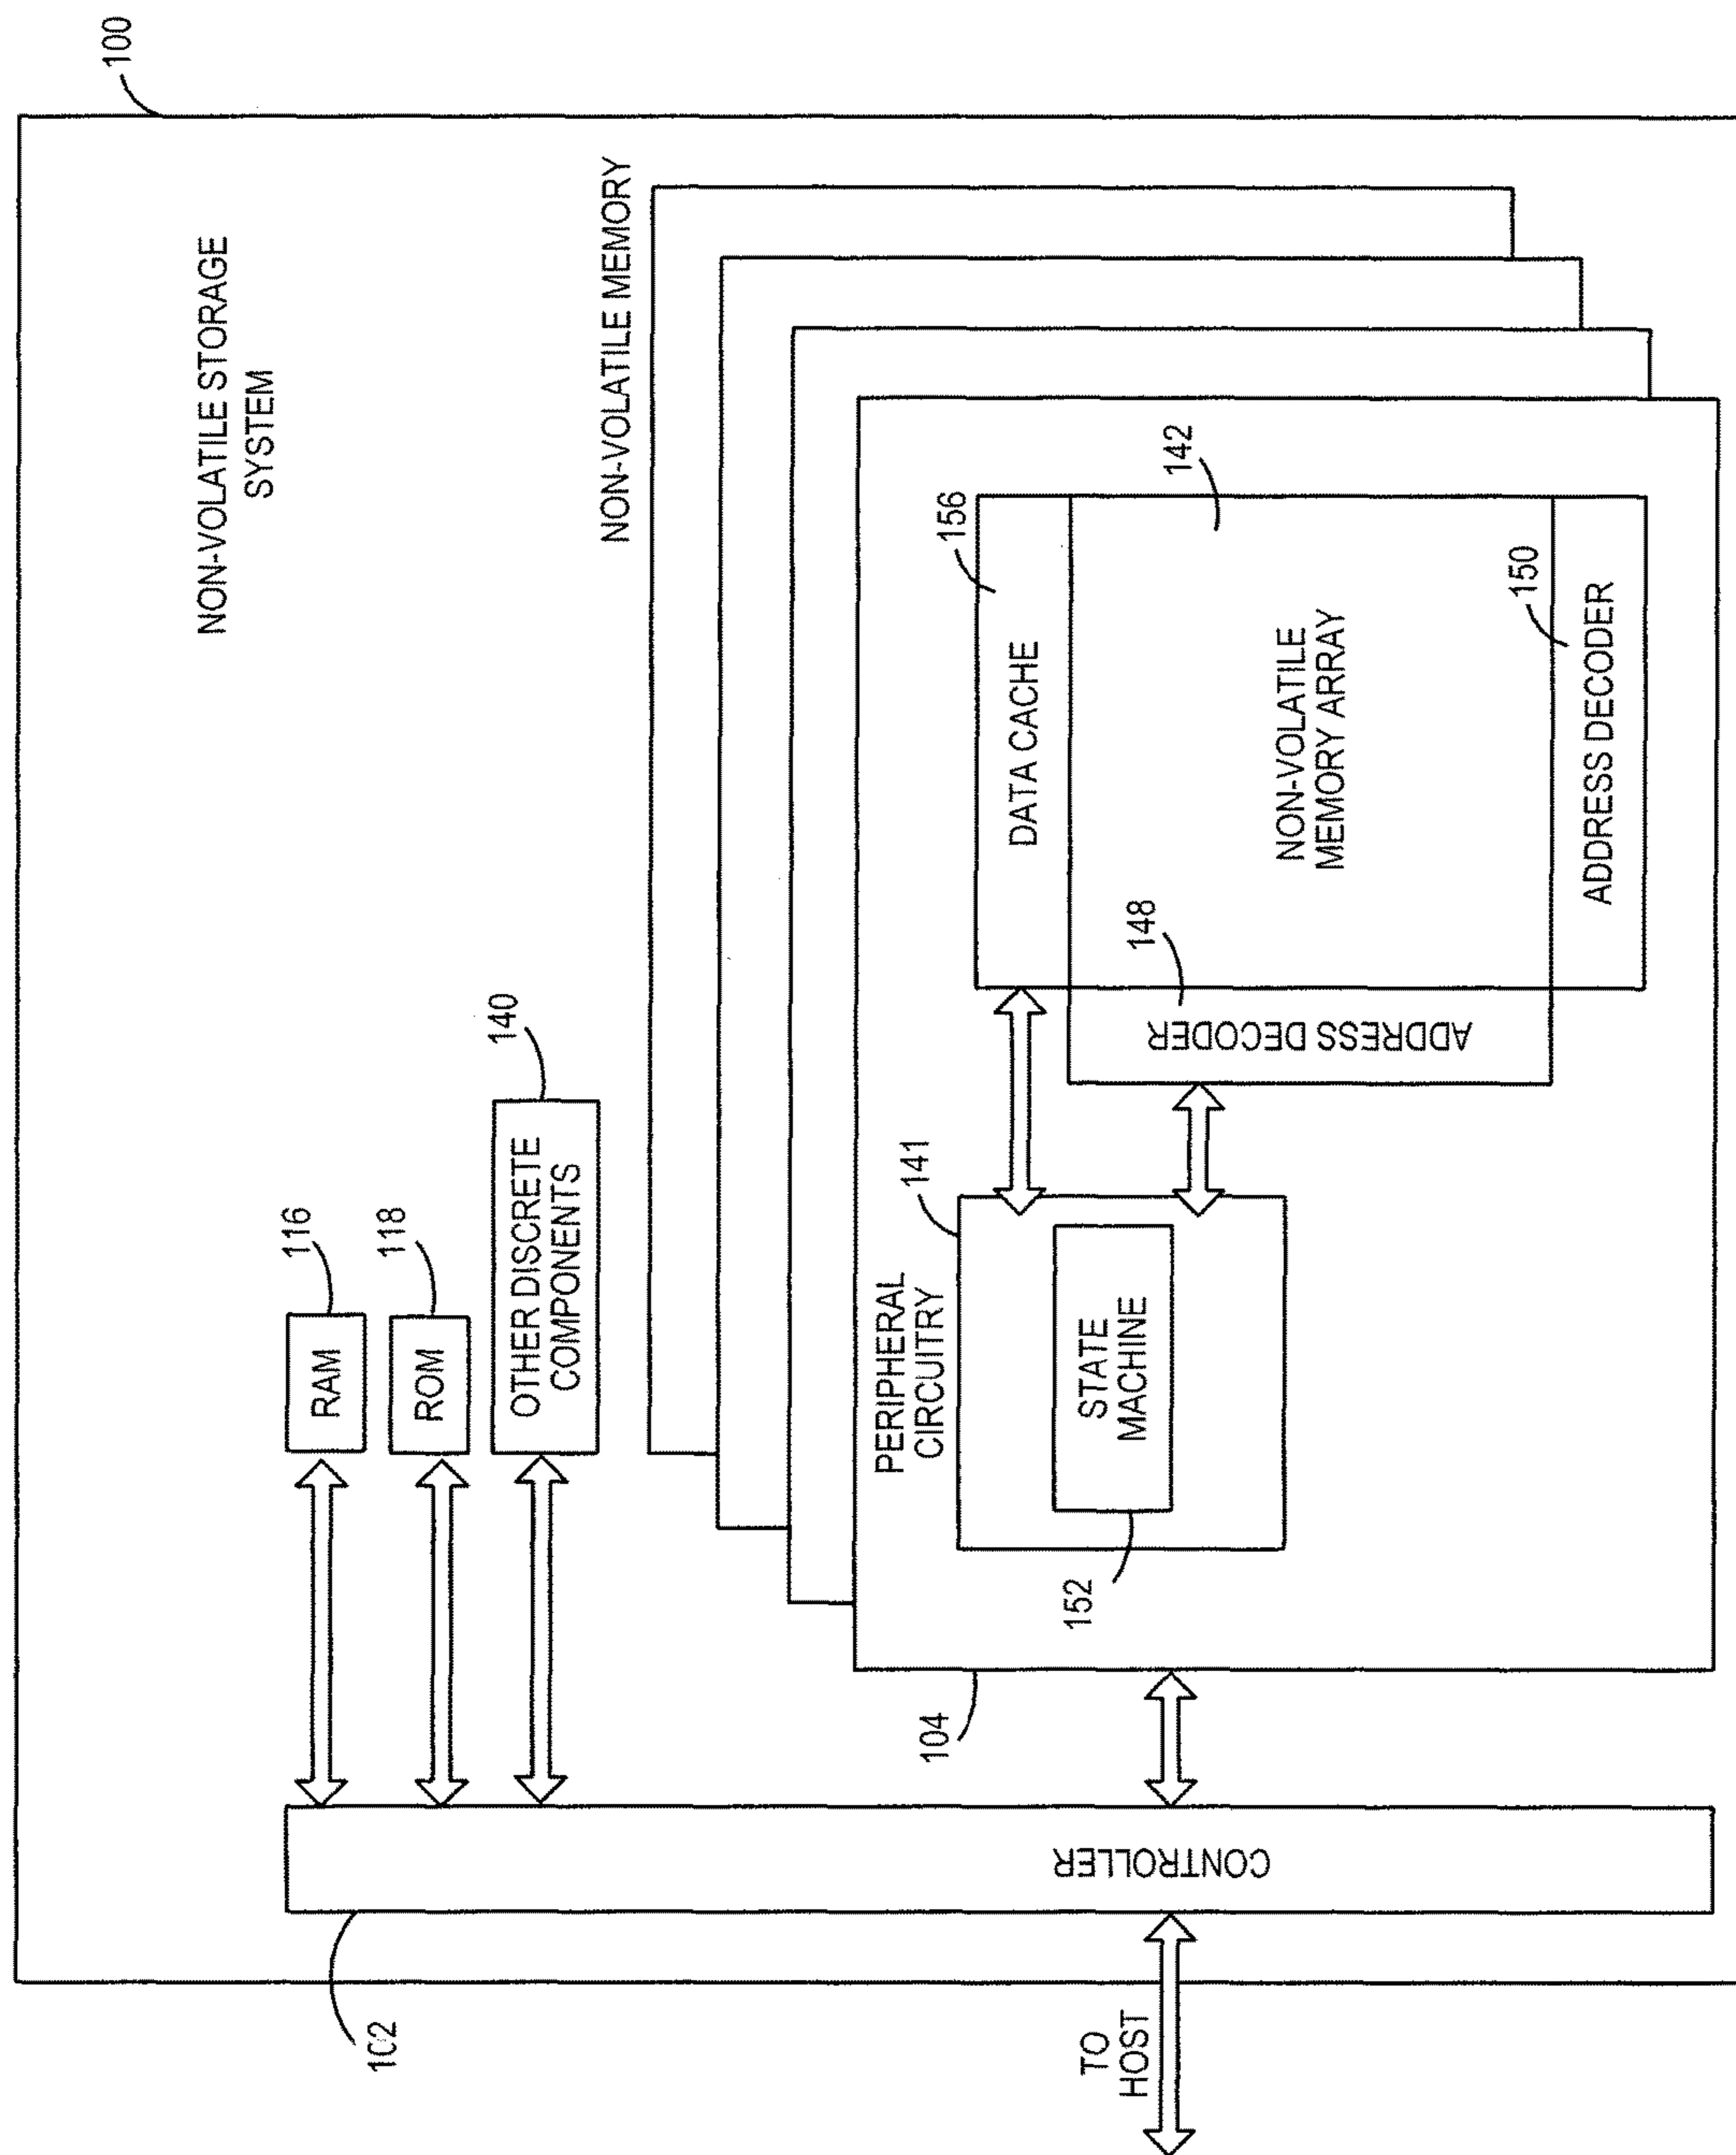 100
NON-VOLATILE STORAGE
SYSTEM
116
RAM
118
ROM
140
OTHER DISCRETE
COMPONENTS
NON-VOLATILE MEMORY
102
CONTROLLER
TO
HOST
104
PERIPHERAL
CIRCUITRY
141
STATE
MACHINE
152
156
DATA CACHE
148
ADDRESS DECODER
142
NON-VOLATILE
MEMORY ARRAY
150
ADDRESS DECODER